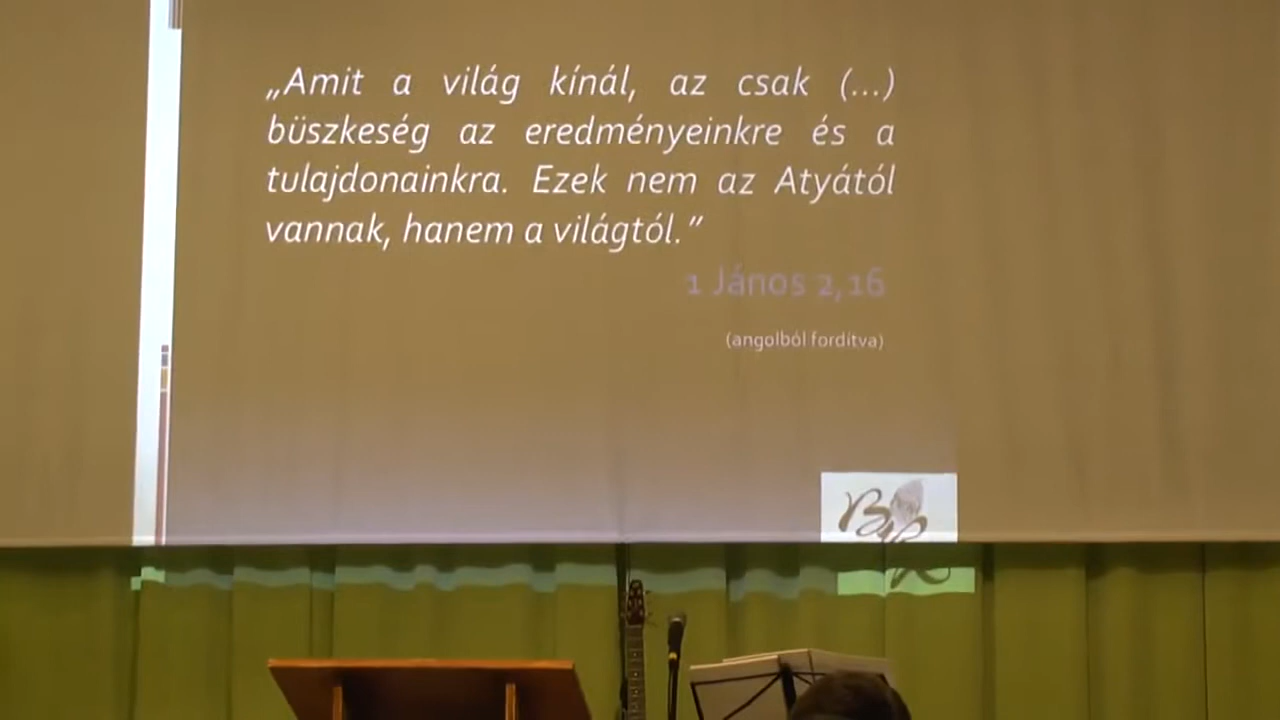 „Amit a világ kínál, az csak (...)
büszkeség az eredményeinkre és a
tulajdonainkra. Ezek nem az Atyától
vannak, hanem a világtól.”
1 János 2,16
(angolból fordítva)